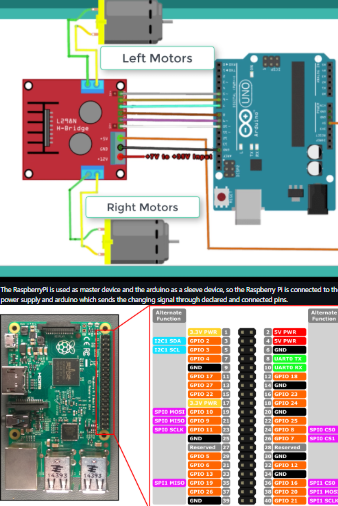 Left Motors
L298N
H-Bridge
+5V
GND
+12V
+7V to +35V input
UNO
Right Motors
The RaspberryPi is used as master device and the arduino as a sleeve device, so the Raspberry Pi is connected to the
power supply and arduino which sends the changing signal through declared and connected pins.
Alternate
Function
Alternate
Function
3.3V PWR 1 2 5V PWR
I2C1 SDA GPIO 2 3 4 5V PWR
I2C1 SCL GPIO 3 5 6 GND
GPIO 4 7 8 UART0 TX
GND 9 10 UART0 RX
GPIO 17 11 12 GPIO 18
GPIO 27 13 14 GND
GPIO 22 15 16 GPIO 23
3.3V PWR 17 18 GPIO 24
SPI0 MOSI GPIO 10 19 20 GND
SPI0 MISO GPIO 9 21 22 GPIO 25
SPI0 SCLK GPIO 11 23 24 GPIO 8 SPI0 CS0
GND 25 26 GPIO 7 SPI0 CS1
Reserved 27 28 Reserved
GPIO 5 29 30 GND
GPIO 6 31 32 GPIO 12
GPIO 13 33 34 GND
SPI1 MISO GPIO 19 35 36 GPIO 16 SPI1 CS0
GPIO 26 37 38 GPIO 20 SPI1 MOSI
GND 39 40 GPIO 21 SPI1 SCLK